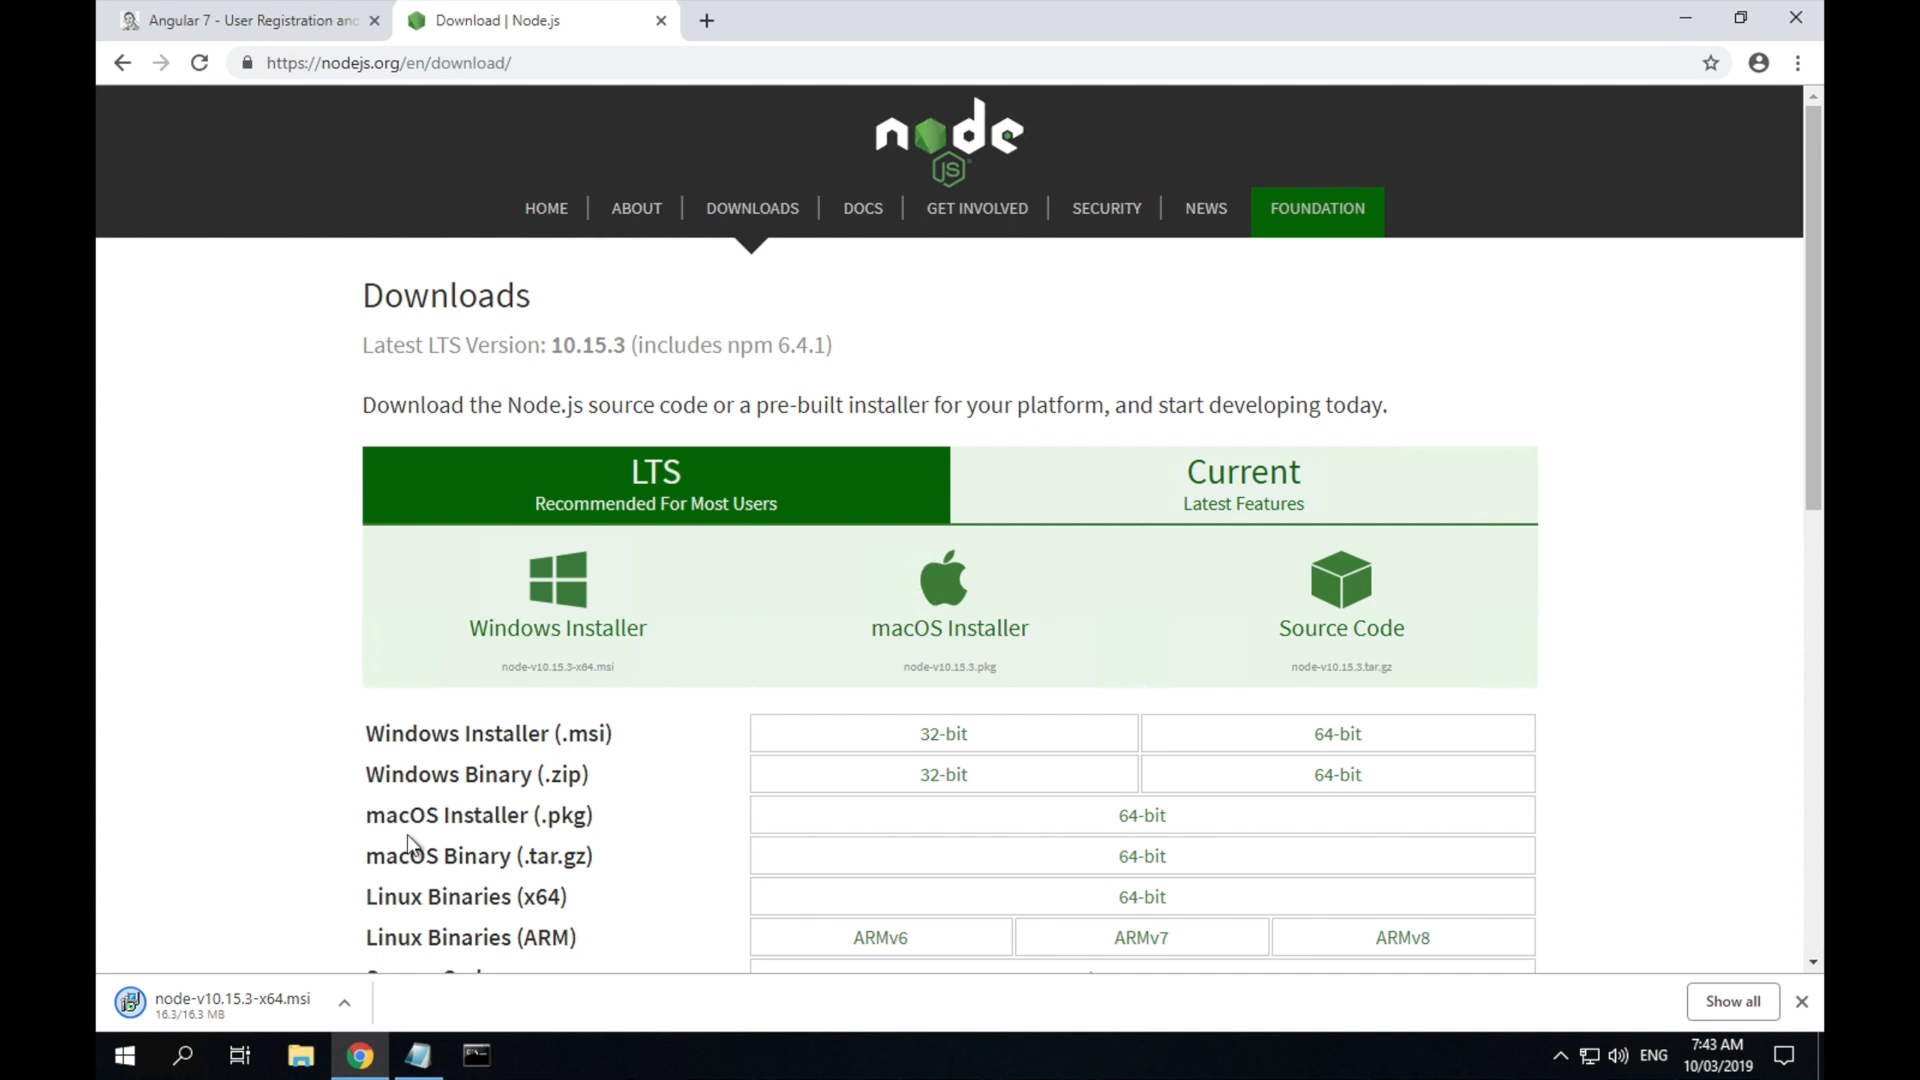 Angular 7 - User Registration and
Download | Node.js
https://nodejs.org/en/download/
node
JS
HOME
ABOUT
DOWNLOADS
DOCS
GET INVOLVED
SECURITY
NEWS
FOUNDATION
Downloads
Latest LTS Version: 10.15.3 (includes npm 6.4.1)
Download the Node.js source code or a pre-built installer for your platform, and start developing today.
LTS
Recommended For Most Users
Current
Latest Features
Windows Installer
node-v10.15.3-x64.msi
macOS Installer
node-v10.15.3.pkg
Source Code
node-v10.15.3.tar.gz
Windows Installer (.msi) 32-bit 64-bit
Windows Binary (.zip) 32-bit 64-bit
macOS Installer (.pkg) 64-bit
macOS Binary (.tar.gz) 64-bit
Linux Binaries (x64) 64-bit
Linux Binaries (ARM) ARMv6 ARMv7 ARMv8
node-v10.15.3-x64.msi
16.3/16.3 MB
Show all
ENG
7:43 AM
10/03/2019